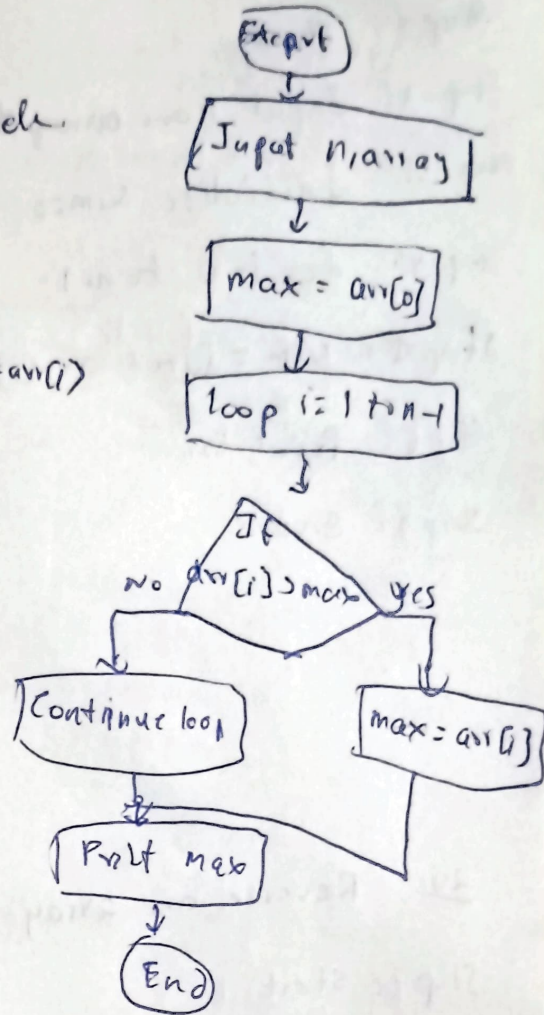 Input n, array
max = arr[0]
arr(i)
loop i = 1 to n-1
If
arr[i] > max
No
Yes
Continue loop
max = arr[i]
Print max
End